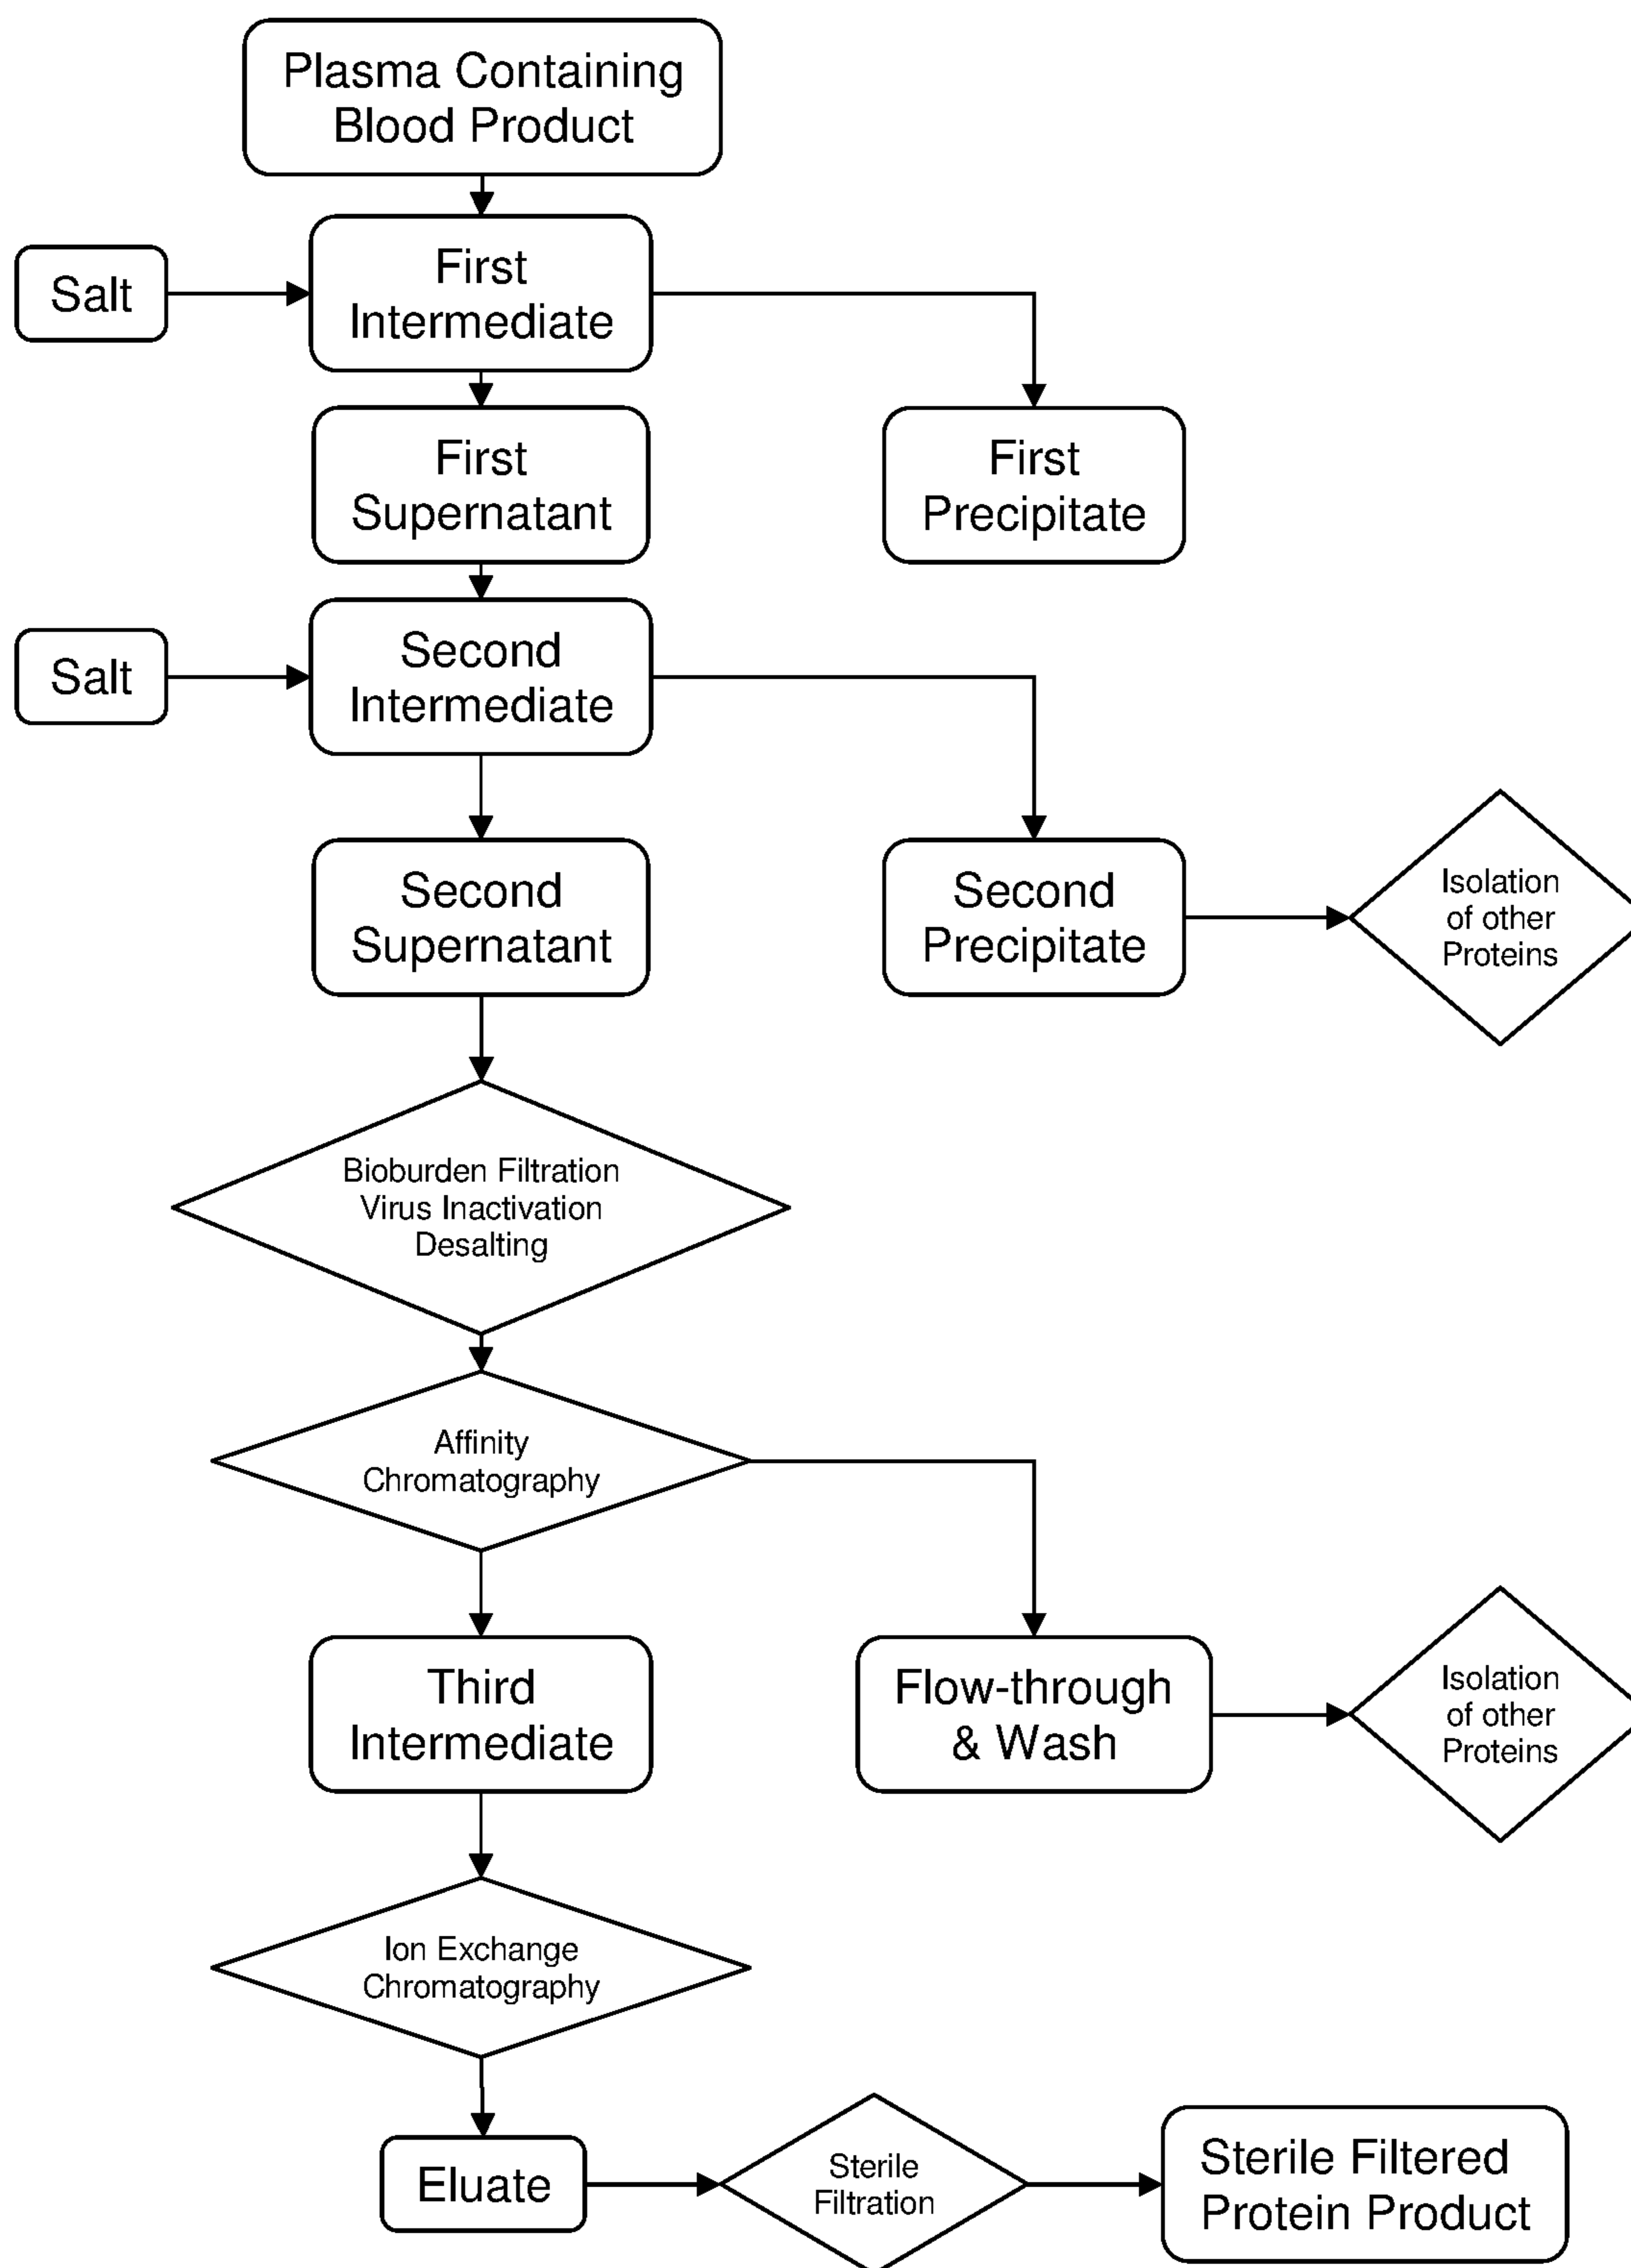 Plasma Containing
Blood Product
Salt
First
Intermediate
First
Supernatant
First
Precipitate
Salt
Second
Intermediate
Second
Supernatant
Second
Precipitate
Isolation
of other
Proteins
Bioburden Filtration
Virus Inactivation
Desalting
Affinity
Chromatography
Third
Intermediate
Flow-through
& Wash
Isolation
of other
Proteins
Ion Exchange
Chromatography
Eluate
Sterile
Filtration
Sterile Filtered
Protein Product